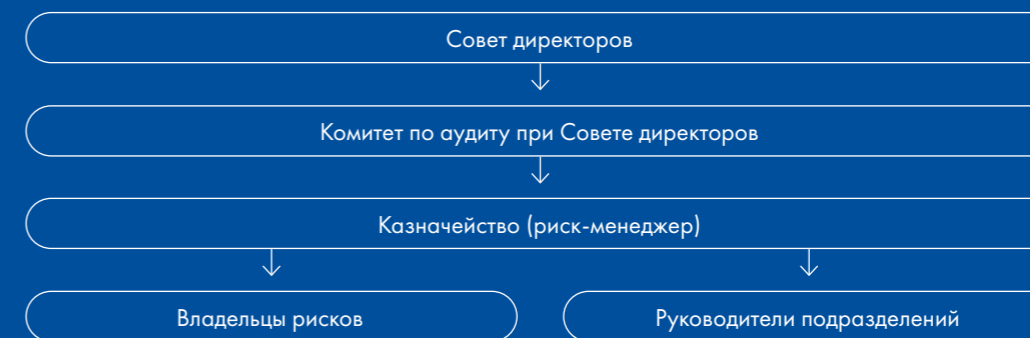 Совет директоров
Комитет по аудиту при Совете директоров
Казначейство (риск-менеджер)
Владельцы рисков
Руководители подразделений